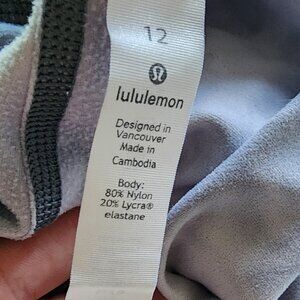 12
lululemon
Designed in
Vancouver
Made in
Cambodia
Body:
80% Nylon
20% Lycra®
elastane